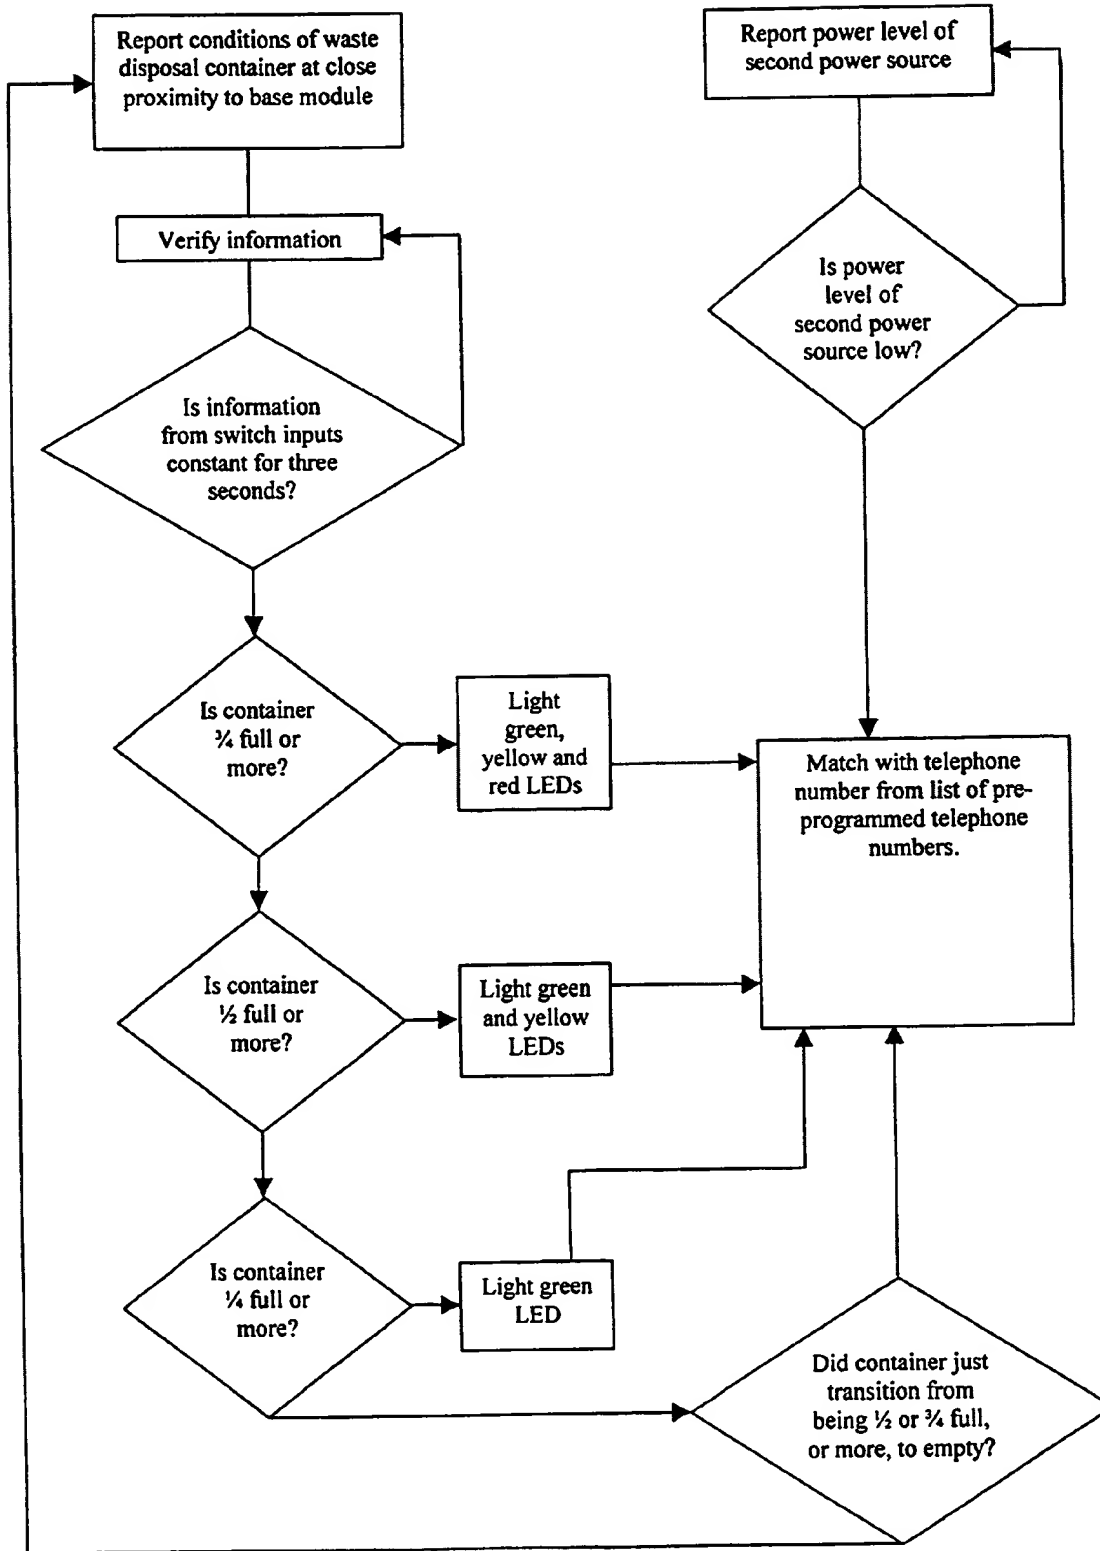 Report conditions of waste
disposal container at close
proximity to base module
Verify information
Is information
from switch inputs
constant for three
seconds?
Is container
¾ full or
more?
Light
green,
yellow and
red LEDs
Is container
½ full or
more?
Light green
and yellow
LEDs
Is container
¼ full or
more?
Light green
LED
Report power level of
second power source
Is power
level of
second power
source low?
Match with telephone
number from list of pre-
programmed telephone
numbers.
Did container just
transition from
being ½ or ¾ full,
or more, to empty?